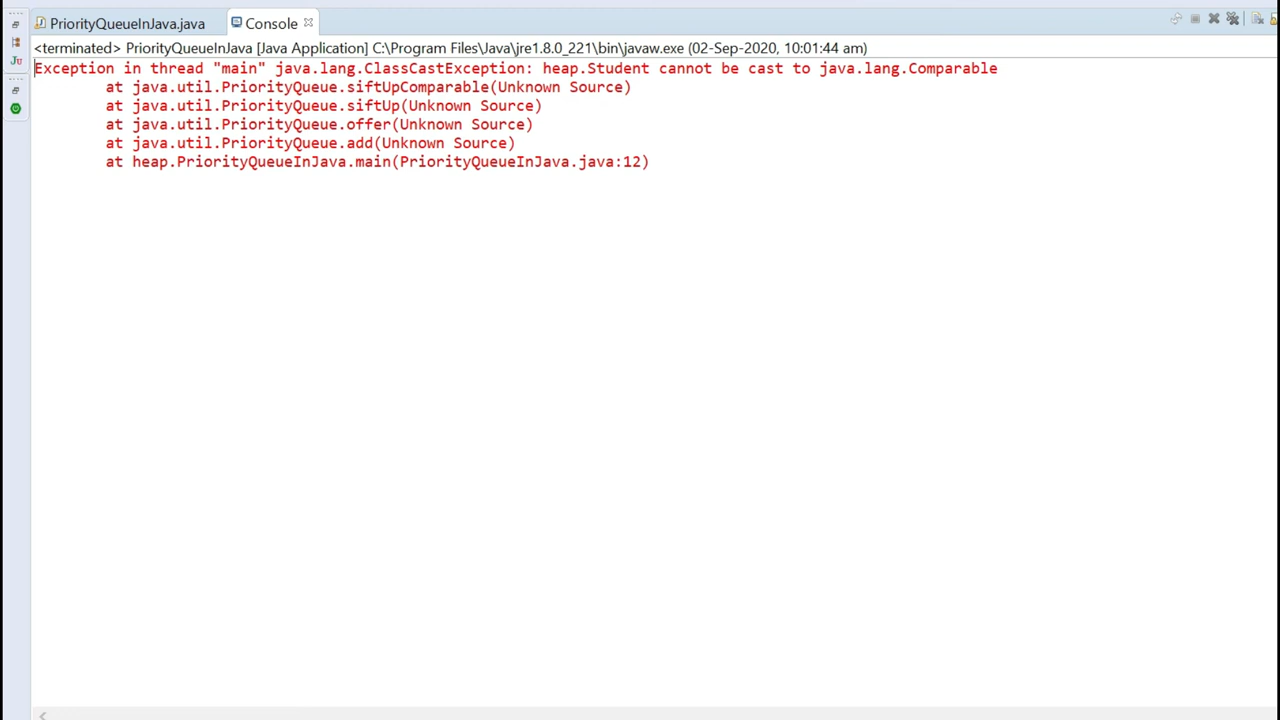 PriorityQueueInJava.java
Console
<terminated> PriorityQueueInJava [Java Application] C:\Program Files\Java\jre1.8.0_221\bin\javaw.exe (02-Sep-2020, 10:01:44 am)
Exception in thread "main" java.lang.ClassCastException: heap.Student cannot be cast to java.lang.Comparable
at java.util.PriorityQueue.siftUpComparable(Unknown Source)
at java.util.PriorityQueue.siftUp(Unknown Source)
at java.util.PriorityQueue.offer(Unknown Source)
at java.util.PriorityQueue.add(Unknown Source)
at heap.PriorityQueueInJava.main(PriorityQueueInJava.java:12)